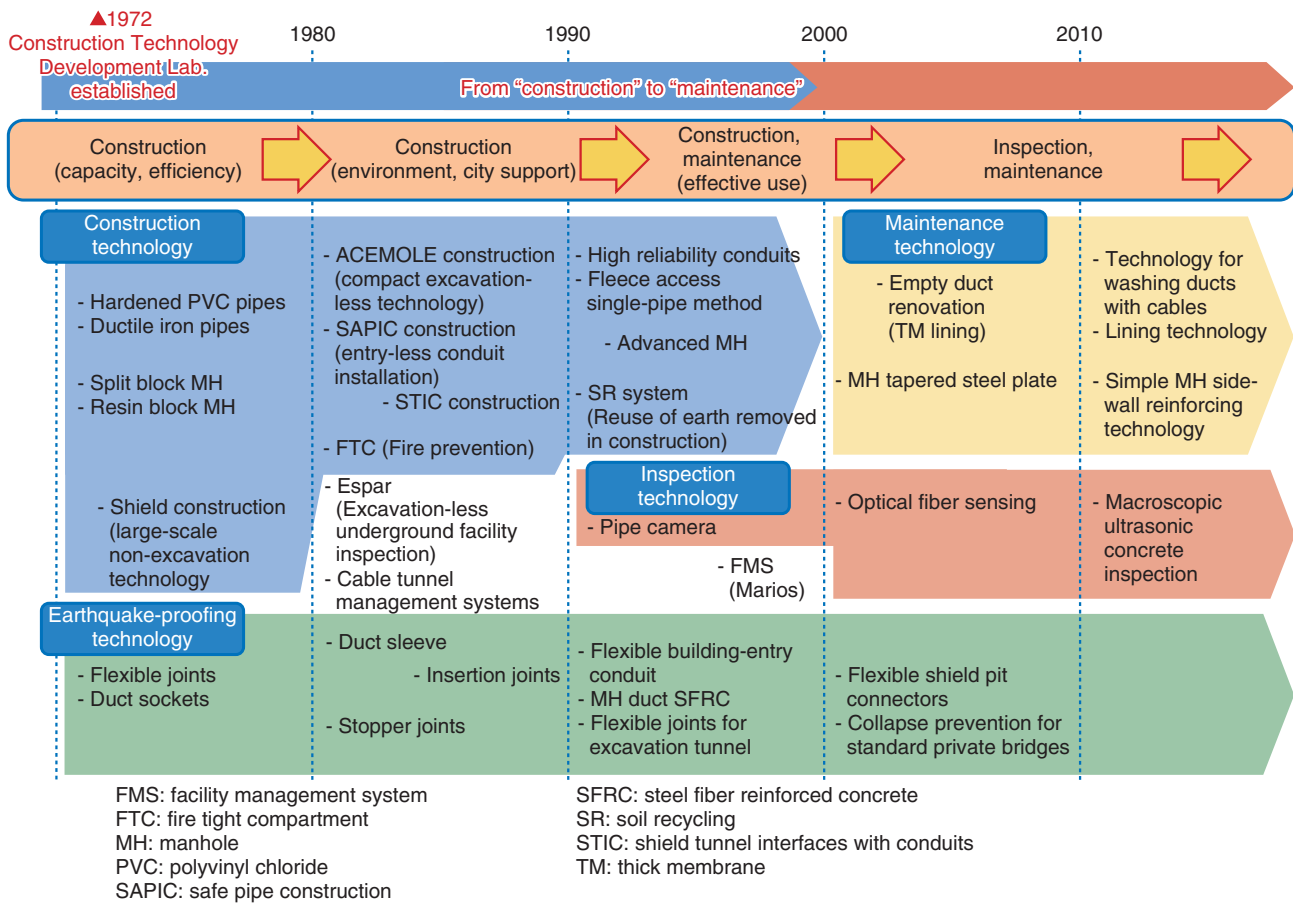 ▲1972
Construction Technology
Development Lab.
established
1980
1990
2000
2010
From “construction” to “maintenance”
Construction
(capacity, efficiency)
Construction
(environment, city support)
Construction,
maintenance
(effective use)
Inspection,
maintenance
Construction
technology
- Hardened PVC pipes
- Ductile iron pipes
- Split block MH
- Resin block MH
- Shield construction
(large-scale
non-excavation
technology
- ACEMOLE construction
(compact excavation-
less technology)
- SAPIC construction
(entry-less conduit
installation)
- STIC construction
- FTC (Fire prevention)
- Espar
(Excavation-less
underground facility
inspection)
- Cable tunnel
management systems
- High reliability conduits
- Fleece access
single-pipe method
- Advanced MH
- SR system
(Reuse of earth removed
in construction)
Maintenance
technology
- Empty duct
renovation
(TM lining)
- MH tapered steel plate
- Technology for
washing ducts
with cables
- Lining technology
- Simple MH side-
wall reinforcing
technology
Inspection
technology
- Pipe camera
- FMS
(Marios)
- Optical fiber sensing
- Macroscopic
ultrasonic
concrete
inspection
Earthquake-proofing
technology
- Flexible joints
- Duct sockets
- Duct sleeve
- Insertion joints
- Stopper joints
- Flexible building-entry
conduit
- MH duct SFRC
- Flexible joints for
excavation tunnel
- Flexible shield pit
connectors
- Collapse prevention for
standard private bridges
FMS: facility management system
FTC: fire tight compartment
MH: manhole
PVC: polyvinyl chloride
SAPIC: safe pipe construction
SFRC: steel fiber reinforced concrete
SR: soil recycling
STIC: shield tunnel interfaces with conduits
TM: thick membrane